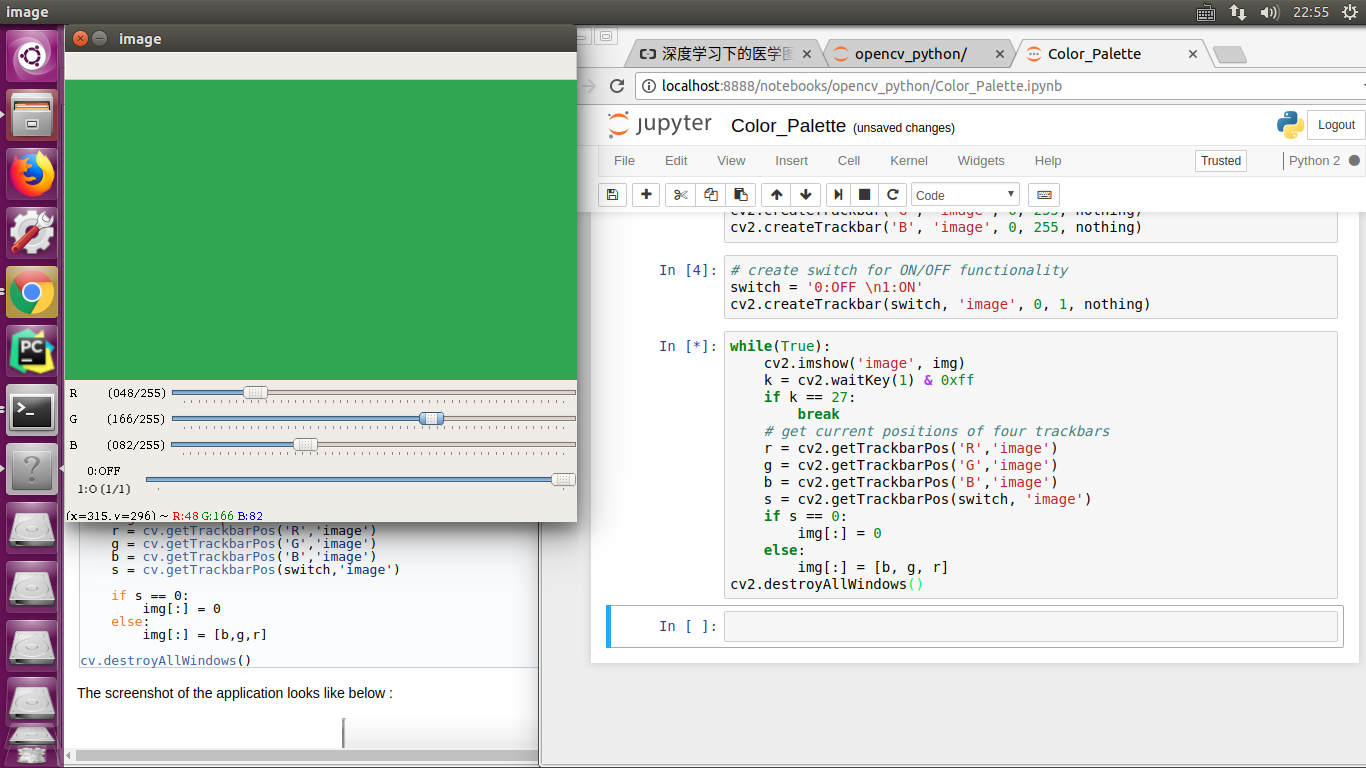 image
22:55
image
深度学习下的医学图
opencv_python/
Color_Palette
localhost:8888/notebooks/opencv_python/Color_Palette.ipynb
jupyter
Color_Palette (unsaved changes)
Logout
File Edit View Insert Cell Kernel Widgets Help
Trusted
Python 2
Code
cv2.createTrackbar('G', 'image', 0, 255, nothing)
cv2.createTrackbar('B', 'image', 0, 255, nothing)
In [4]:
# create switch for ON/OFF functionality
switch = '0:OFF \n1:ON'
cv2.createTrackbar(switch, 'image', 0, 1, nothing)
In [*]:
while(True):
    cv2.imshow('image', img)
    k = cv2.waitKey(1) & 0xff
    if k == 27:
        break
    # get current positions of four trackbars
    r = cv2.getTrackbarPos('R','image')
    g = cv2.getTrackbarPos('G','image')
    b = cv2.getTrackbarPos('B','image')
    s = cv2.getTrackbarPos(switch, 'image')
    if s == 0:
        img[:] = 0
    else:
        img[:] = [b, g, r]
cv2.destroyAllWindows()
In [ ]:
R (048/255)
G (166/255)
B (082/255)
0:OFF
1:O (1/1)
(x=315, y=296) ~ R:48 G:166 B:82
r = cv.getTrackbarPos('R','image')
g = cv.getTrackbarPos('G','image')
b = cv.getTrackbarPos('B','image')
s = cv.getTrackbarPos(switch,'image')
if s == 0:
    img[:] = 0
else:
    img[:] = [b,g,r]
cv.destroyAllWindows()
The screenshot of the application looks like below :
PC